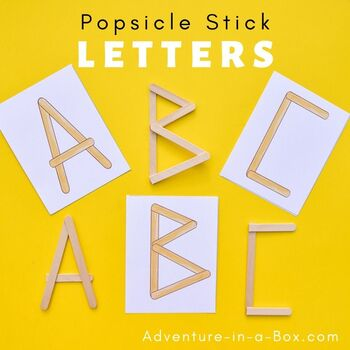 Popsicle Stick
LETTERS
A B C
A B C
Adventure-in-a-Box.com